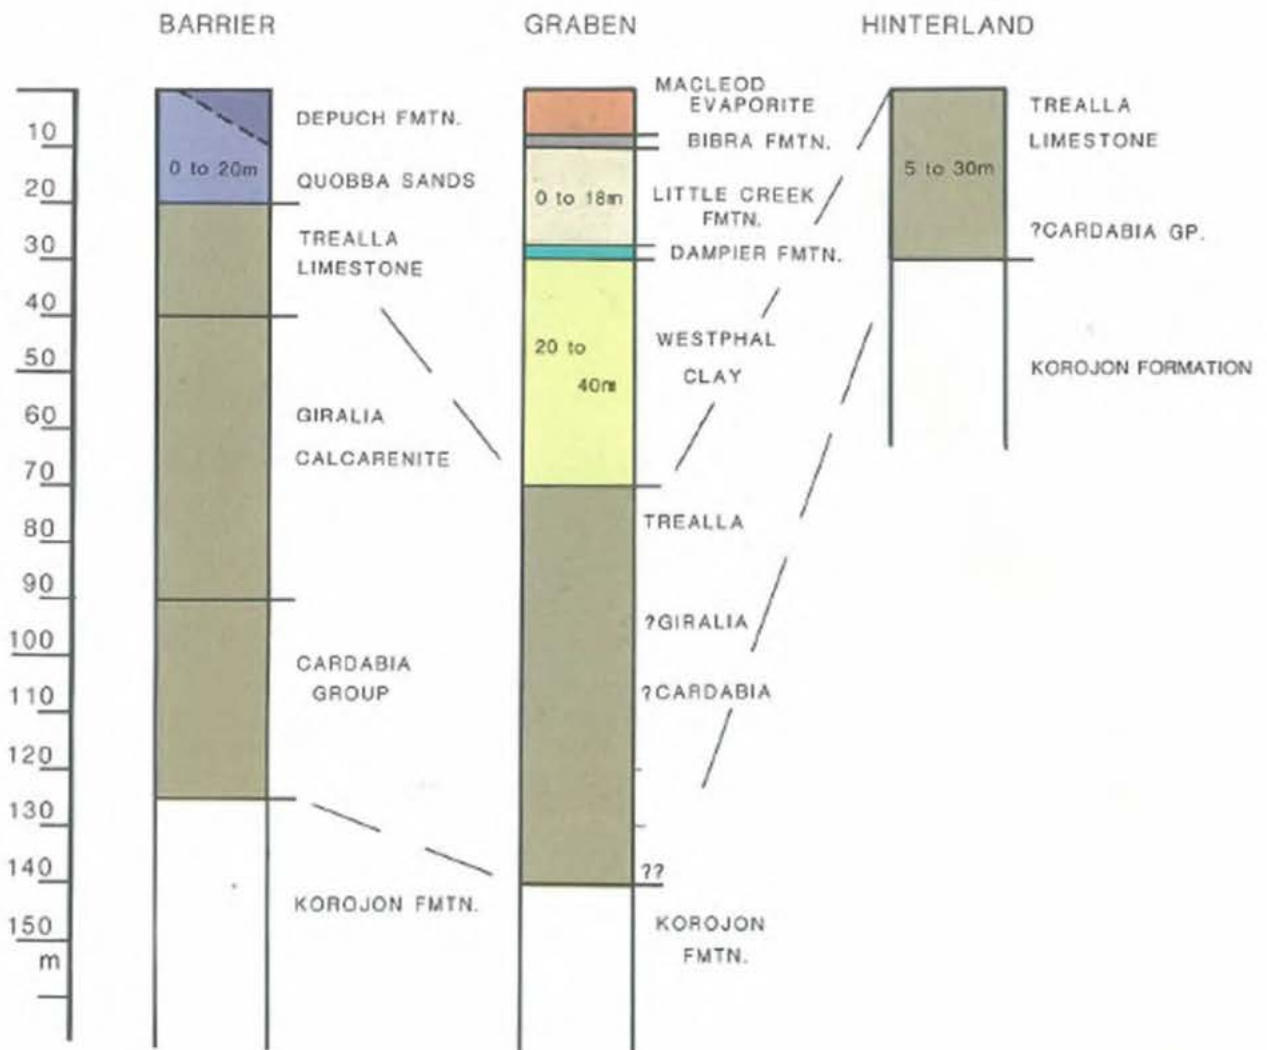 BARRIER
GRABEN
HINTERLAND
10
20
30
40
50
60
70
80
90
100
110
120
130
140
150
m
0 to 20m
DEPUCH FMTN.
QUOBBA SANDS
TREALLA
LIMESTONE
GIRALIA
CALCARENITE
CARDABIA
GROUP
KOROJON FMTN.
MACLEOD
EVAPORITE
BIBRA FMTN.
0 to 18m
LITTLE CREEK
FMTN.
DAMPIER FMTN.
20 to
40m
WESTPHAL
CLAY
TREALLA
?GIRALIA
?CARDABIA
??
KOROJON
FMTN.
5 to 30m
TREALLA
LIMESTONE
?CARDABIA GP.
KOROJON FORMATION